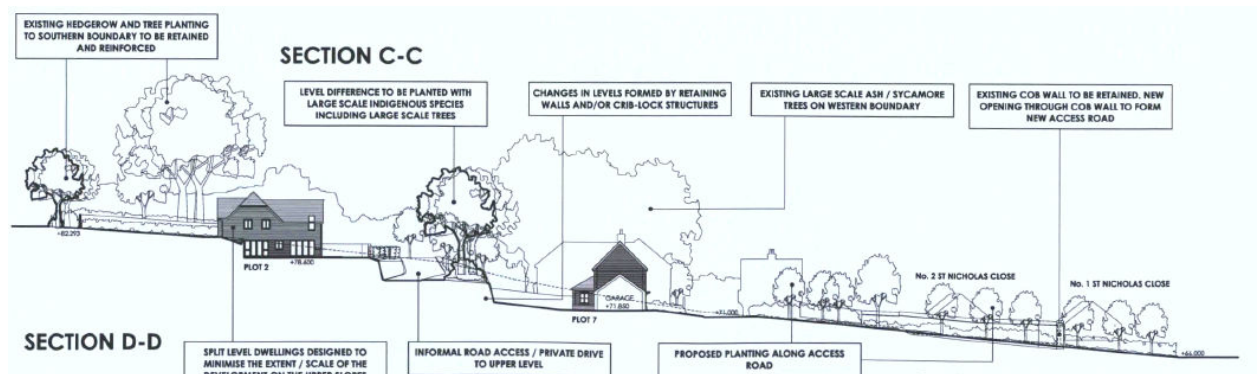 EXISTING HEDGEROW AND TREE PLANTING
TO SOUTHERN BOUNDARY TO BE RETAINED
AND REINFORCED
SECTION C-C
LEVEL DIFFERENCE TO BE PLANTED WITH
LARGE SCALE INDIGENOUS SPECIES
INCLUDING LARGE SCALE TREES
CHANGES IN LEVELS FORMED BY RETAINING
WALLS AND/OR CRIB-LOCK STRUCTURES
EXISTING LARGE SCALE ASH / SYCAMORE
TREES ON WESTERN BOUNDARY
EXISTING COB WALL TO BE RETAINED. NEW
OPENING THROUGH COB WALL TO FORM
NEW ACCESS ROAD
+82.293
PLOT 2
+78.600
GARAGE
+71.850
PLOT 7
+71.000
No. 2 ST NICHOLAS CLOSE
No. 1 ST NICHOLAS CLOSE
+64.000
SECTION D-D
SPLIT LEVEL DWELLINGS DESIGNED TO
MINIMISE THE EXTENT / SCALE OF THE
DEVELOPMENT ON THE UPPER SLOPES
INFORMAL ROAD ACCESS / PRIVATE DRIVE
TO UPPER LEVEL
PROPOSED PLANTING ALONG ACCESS
ROAD